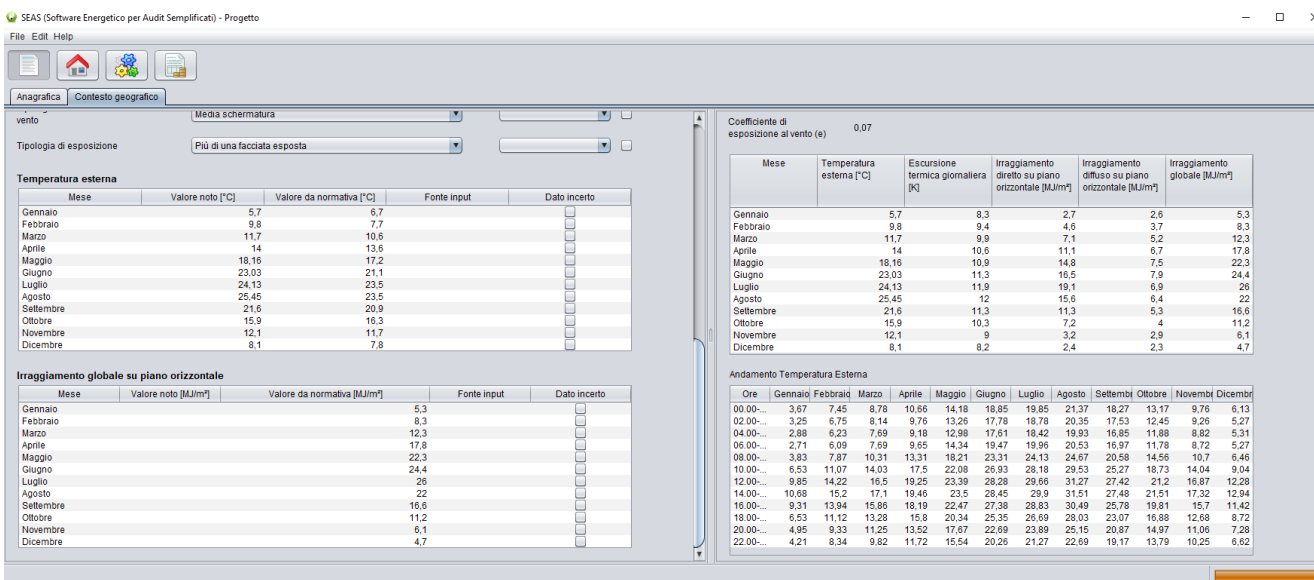 SEAS (Software Energetico per Audit Semplificati) - Progetto
File Edit Help
Anagrafica Contesto geografico
vento Media schermatura
Tipologia di esposizione Più di una facciata esposta
Temperatura esterna
Mese Valore noto [°C] Valore da normativa [°C] Fonte input Dato incerto
Gennaio 5,7 6,7
Febbraio 9,8 7,7
Marzo 11,7 10,6
Aprile 14 13,6
Maggio 18,16 17,2
Giugno 23,03 21,1
Luglio 24,13 23,5
Agosto 25,45 23,5
Settembre 21,6 20,9
Ottobre 15,9 16,3
Novembre 12,1 11,7
Dicembre 8,1 7,8
Irraggiamento globale su piano orizzontale
Mese Valore noto [MJ/m²] Valore da normativa [MJ/m²] Fonte input Dato incerto
Gennaio 5,3
Febbraio 8,3
Marzo 12,3
Aprile 17,8
Maggio 22,3
Giugno 24,4
Luglio 26
Agosto 22
Settembre 16,6
Ottobre 11,2
Novembre 6,1
Dicembre 4,7
Coefficiente di
esposizione al vento (e) 0,07
Mese Temperatura Escursione Irraggiamento Irraggiamento Irraggiamento
esterna [°C] termica giornaliera diretto su piano diffuso su piano globale [MJ/m²]
[K] orizzontale [MJ/m²] orizzontale [MJ/m²]
Gennaio 5,7 8,3 2,7 2,6 5,3
Febbraio 9,8 9,4 4,6 3,7 8,3
Marzo 11,7 9,9 7,1 5,2 12,3
Aprile 14 10,6 11,1 6,7 17,8
Maggio 18,16 10,9 14,8 7,5 22,3
Giugno 23,03 11,3 16,5 7,9 24,4
Luglio 24,13 11,9 19,1 6,9 26
Agosto 25,45 12 15,6 6,4 22
Settembre 21,6 11,3 11,3 5,3 16,6
Ottobre 15,9 10,3 7,2 4 11,2
Novembre 12,1 9 3,2 2,9 6,1
Dicembre 8,1 8,2 2,4 2,3 4,7
Andamento Temperatura Esterna
Ore Gennaio Febbraio Marzo Aprile Maggio Giugno Luglio Agosto Settembr Ottobre Novembr Dicembr
00.00-... 3,67 7,45 8,78 10,66 14,18 18,85 19,85 21,37 18,27 13,17 9,76 6,13
02.00-... 3,25 6,75 8,14 9,76 13,26 17,78 18,78 20,35 17,53 12,45 9,26 5,27
04.00-... 2,88 6,23 7,69 9,18 12,98 17,61 18,42 19,93 16,85 11,88 8,82 5,31
06.00-... 2,71 6,09 7,69 9,65 14,34 19,47 19,96 20,53 16,97 11,78 8,72 5,27
08.00-... 3,83 7,87 10,31 13,31 18,21 23,31 24,13 24,67 20,58 14,56 10,7 6,46
10.00-... 6,53 11,07 14,03 17,5 22,08 26,93 28,18 29,53 25,27 18,73 14,04 9,04
12.00-... 9,85 14,22 16,5 19,25 23,39 28,28 29,66 31,27 27,42 21,2 16,87 12,28
14.00-... 10,68 15,2 17,1 19,46 23,5 28,45 29,9 31,51 27,48 21,51 17,32 12,94
16.00-... 9,31 13,94 15,86 18,19 22,47 27,38 28,83 30,49 25,78 19,81 15,7 11,42
18.00-... 6,53 11,12 13,28 15,8 20,34 25,35 26,69 28,03 23,07 16,88 12,68 8,72
20.00-... 4,95 9,33 11,25 13,52 17,67 22,69 23,89 25,15 20,87 14,97 11,06 7,28
22.00-... 4,21 8,34 9,82 11,72 15,54 20,26 21,27 22,69 19,17 13,79 10,25 6,62